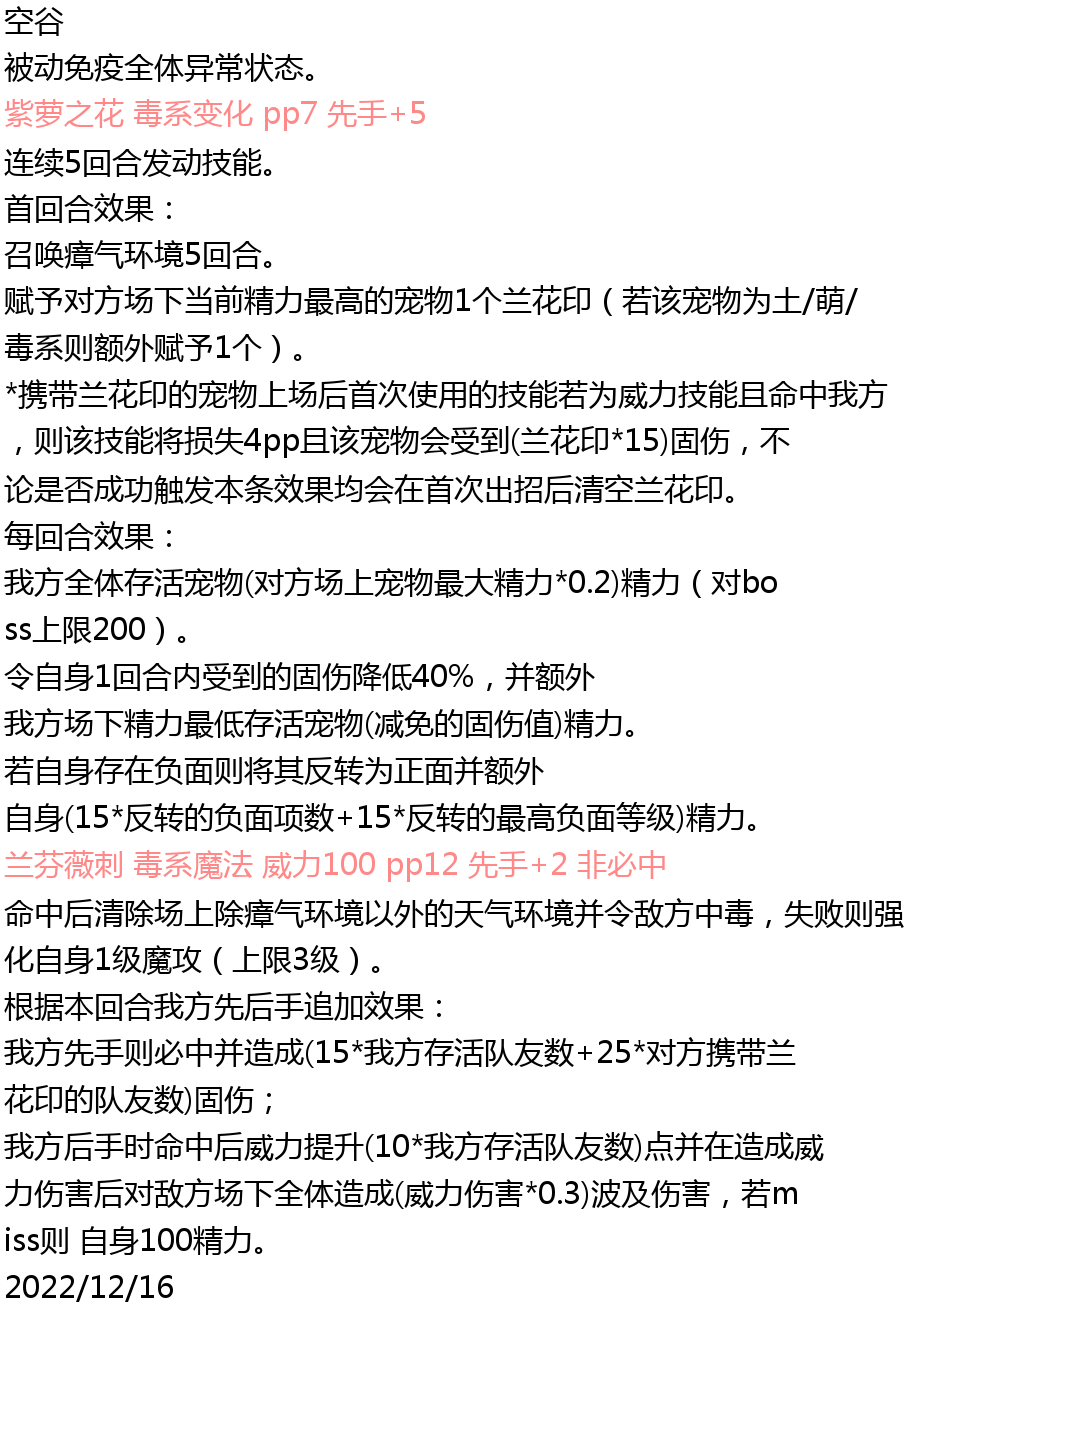 空谷
被动免疫全体异常状态。
紫萝之花 毒系变化 pp7 先手+5
连续5回合发动技能。
首回合效果：
召唤瘴气环境5回合。
赋予对方场下当前精力最高的宠物1个兰花印（若该宠物为土/萌/
毒系则额外赋予1个）。
*携带兰花印的宠物上场后首次使用的技能若为威力技能且命中我方
，则该技能将损失4pp且该宠物会受到(兰花印*15)固伤，不
论是否成功触发本条效果均会在首次出招后清空兰花印。
每回合效果：
我方全体存活宠物(对方场上宠物最大精力*0.2)精力（对bo
ss上限200）。
令自身1回合内受到的固伤降低40%，并额外
我方场下精力最低存活宠物(减免的固伤值)精力。
若自身存在负面则将其反转为正面并额外
自身(15*反转的负面项数+15*反转的最高负面等级)精力。
兰芬薇刺 毒系魔法 威力100 pp12 先手+2 非必中
命中后清除场上除瘴气环境以外的天气环境并令敌方中毒，失败则强
化自身1级魔攻（上限3级）。
根据本回合我方先后手追加效果：
我方先手则必中并造成(15*我方存活队友数+25*对方携带兰
花印的队友数)固伤；
我方后手时命中后威力提升(10*我方存活队友数)点并在造成威
力伤害后对敌方场下全体造成(威力伤害*0.3)波及伤害，若m
iss则 自身100精力。
2022/12/16